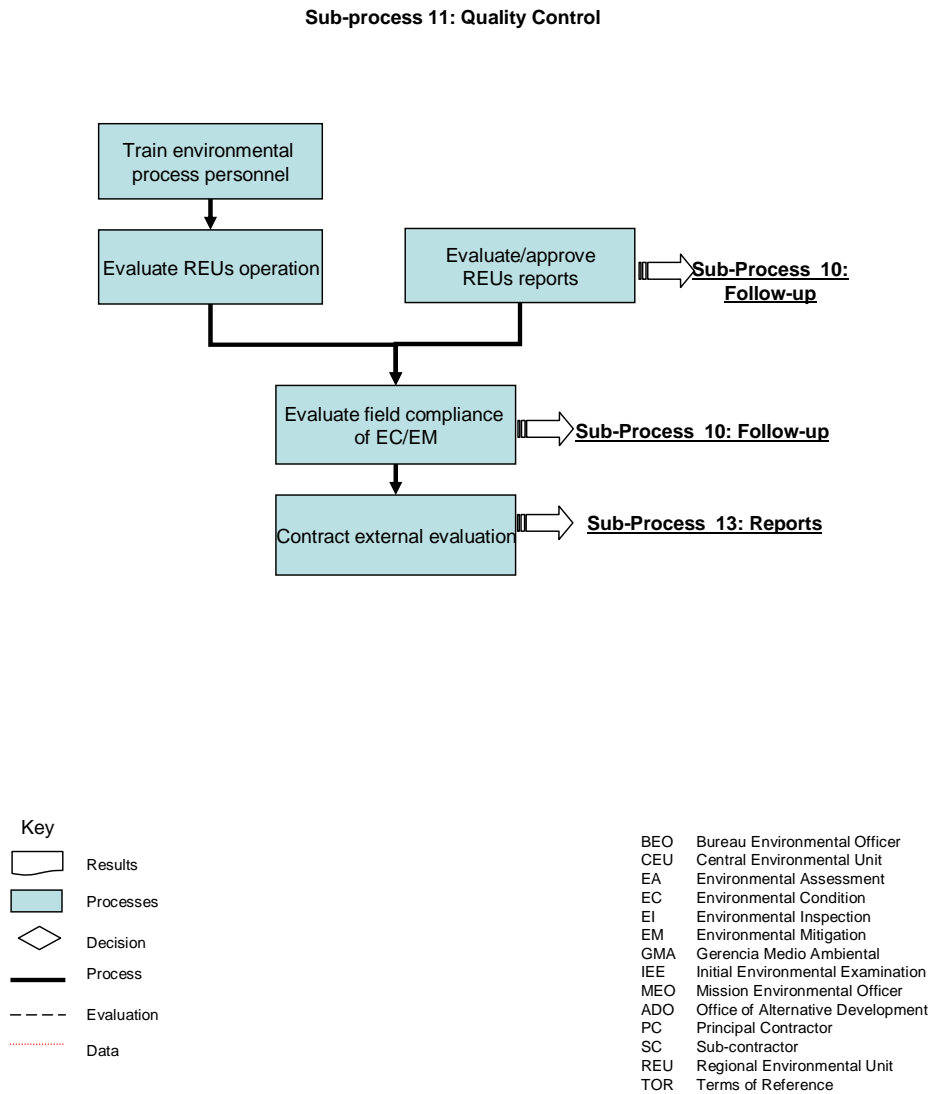 Sub-process 11: Quality Control
Train environmental
process personnel
Evaluate REUs operation
Evaluate/approve
REUs reports
Sub-Process 10:
Follow-up
Evaluate field compliance
of EC/EM
Sub-Process 10: Follow-up
Contract external evaluation
Sub-Process 13: Reports
Key
Results
Processes
Decision
Process
Evaluation
Data
BEO Bureau Environmental Officer
CEU Central Environmental Unit
EA Environmental Assessment
EC Environmental Condition
EI Environmental Inspection
EM Environmental Mitigation
GMA Gerencia Medio Ambiental
IEE Initial Environmental Examination
MEO Mission Environmental Officer
ADO Office of Alternative Development
PC Principal Contractor
SC Sub-contractor
REU Regional Environmental Unit
TOR Terms of Reference